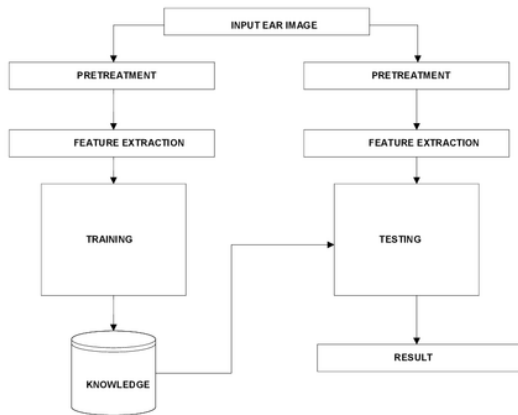 INPUT EAR IMAGE
PRETREATMENT
PRETREATMENT
FEATURE EXTRACTION
FEATURE EXTRACTION
TRAINING
TESTING
RESULT
KNOWLEDGE